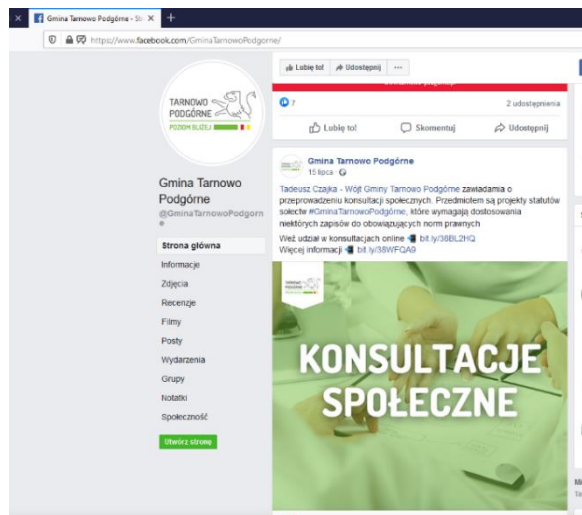 Gmina Tarnowo Podgórne - Str
https://www.facebook.com/GminaTarnowoPodgorne/
TARNOWO
PODGÓRNE
POZIOM BLIŻEJ
Gmina Tarnowo
Podgórne
@GminaTarnowoPodgorn
e
Strona główna
Informacje
Zdjęcia
Recenzje
Filmy
Posty
Wydarzenia
Grupy
Notatki
Społeczność
Utwórz stronę
Lubię to! Udostępnij ...
7 2 udostępnienia
Lubię to! Skomentuj Udostępnij
Gmina Tarnowo Podgórne
15 lipca
Tadeusz Czajka - Wójt Gminy Tarnowo Podgórne zawiadamia o
przeprowadzeniu konsultacji społecznych. Przedmiotem są projekty statutów
sołectw #GminaTarnowoPodgórne, które wymagają dostosowania
niektórych zapisów do obowiązujących norm prawnych
Weź udział w konsultacjach online bit.ly/38BL2HQ
Więcej informacji bit.ly/38WFQA9
TARNOWO
PODGÓRNE
KONSULTACJE
SPOŁECZNE